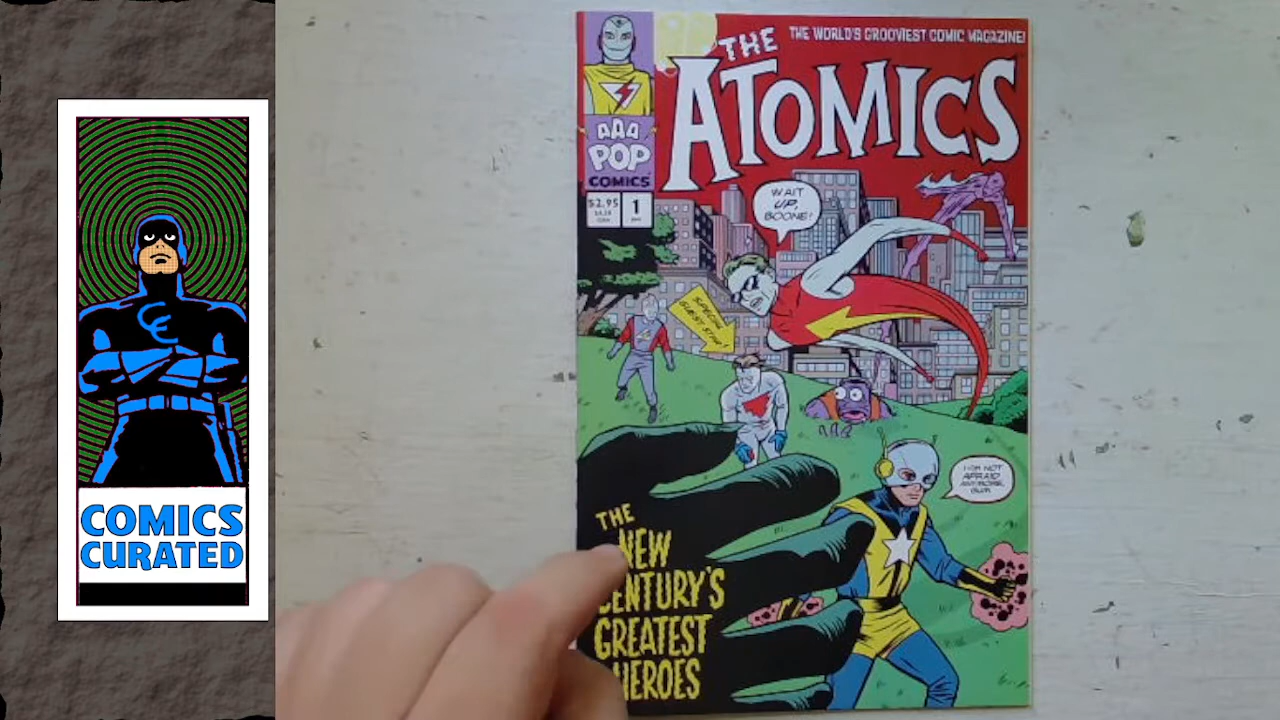 COMICS
CURATED
AAA
POP
COMICS
$2.95
1
THE WORLD'S GROOVIEST COMIC MAGAZINE!
THE
ATOMICS
WAIT
UP,
BOONE!
SPECIAL
GUEST STAR!
I'M NOT
AFRAID
ANYMORE,
THE
NEW
CENTURY'S
GREATEST
HEROES